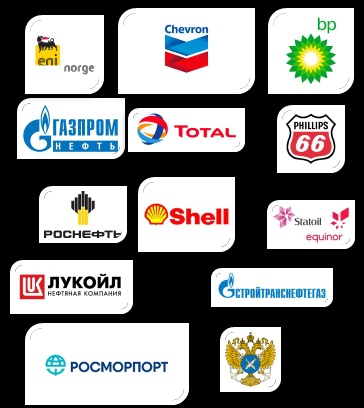 eni
norge
Chevron
bp
ГАЗПРОМ
НЕФТЬ
TOTAL
PHILLIPS
66
РОСНЕФТЬ
Shell
Statoil
equinor
ЛУКОЙЛ
НЕФТЯНАЯ КОМПАНИЯ
СТРОЙТРАНСНЕФТЕГАЗ
РОСМОРПОРТ